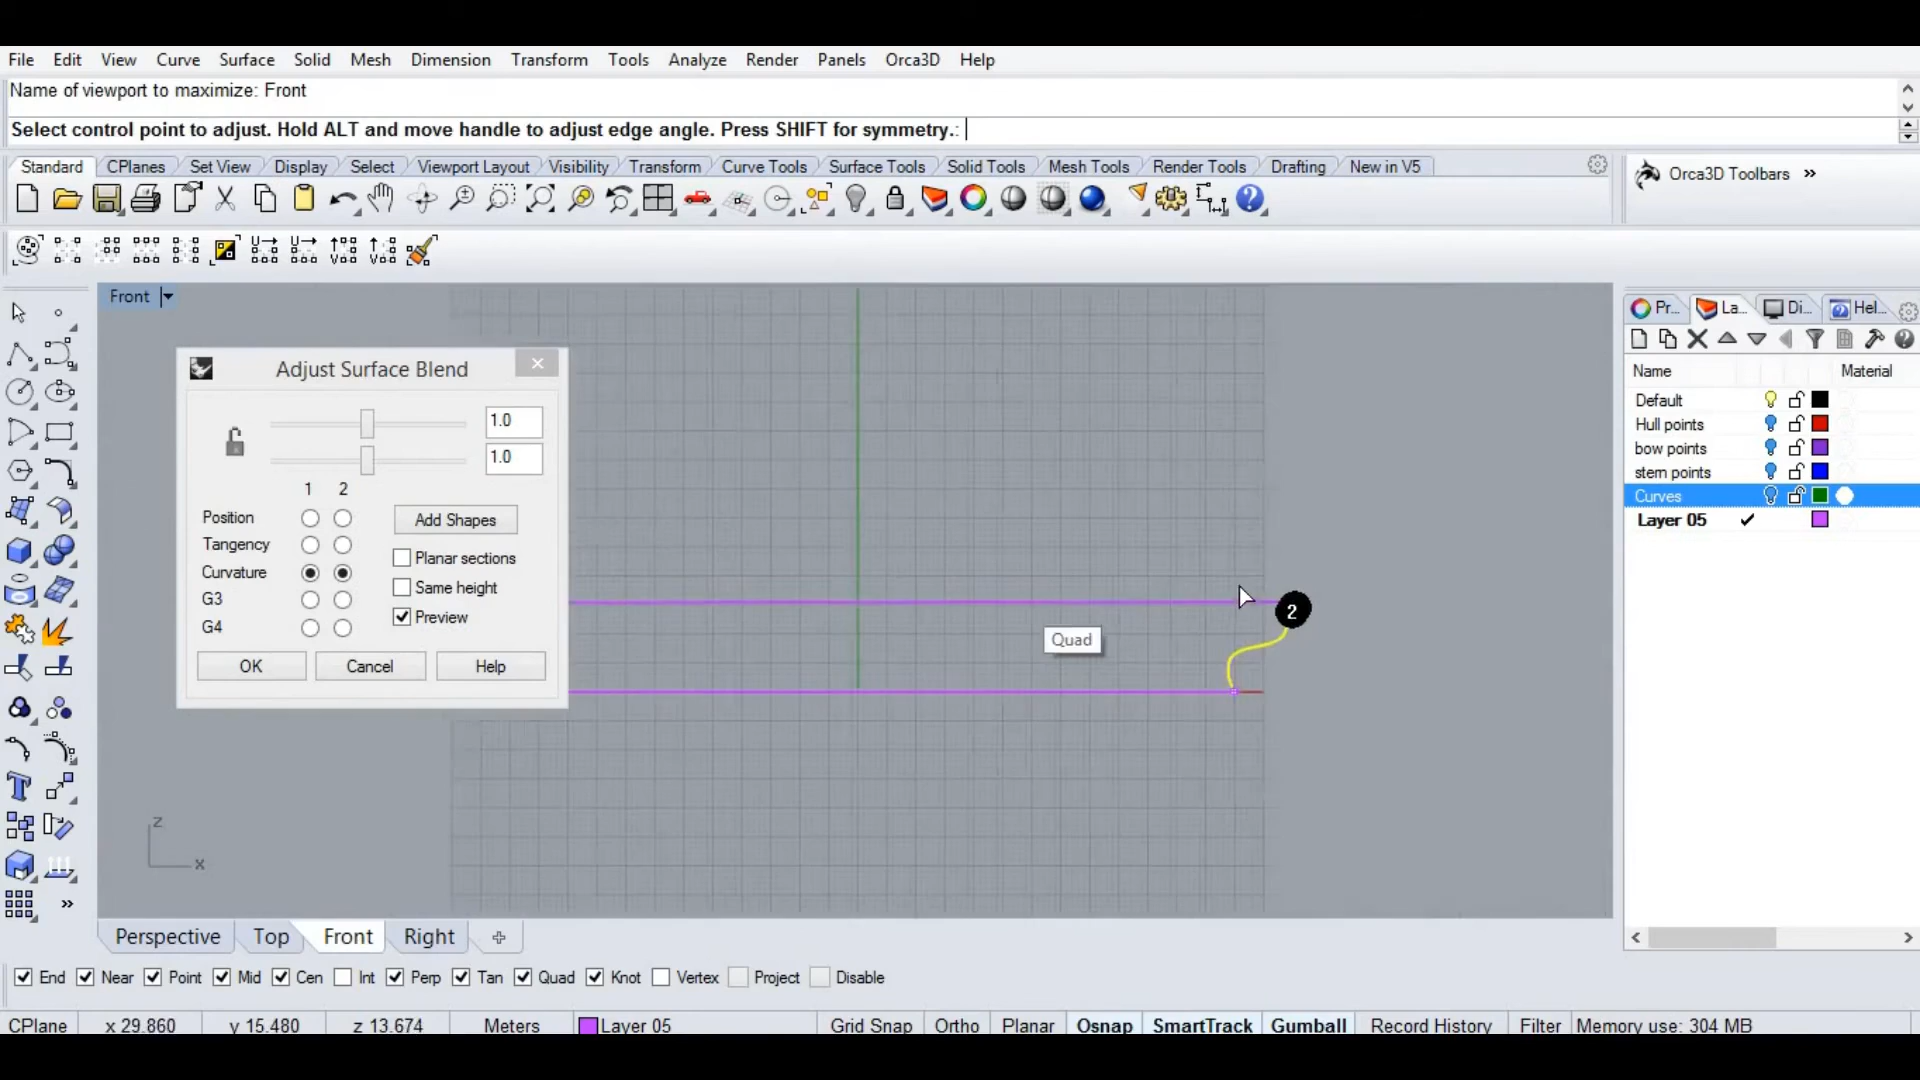 File Edit View Curve Surface Solid Mesh Dimension Transform Tools Analyze Render Panels Orca3D Help
Name of viewport to maximize: Front
Select control point to adjust. Hold ALT and move handle to adjust edge angle. Press SHIFT for symmetry.:
Standard CPlanes Set View Display Select Viewport Layout Visibility Transform Curve Tools Surface Tools Solid Tools Mesh Tools Render Tools Drafting New in V5
Orca3D Toolbars »
Front
Pr... La... Di... Hel...
Adjust Surface Blend
1.0
1.0
1 2
Position
Tangency
Curvature
G3
G4
Add Shapes
Planar sections
Same height
Preview
OK Cancel Help
Quad
2
z
x
Name Material
Default
Hull points
bow points
stem points
Curves
Layer 05
Perspective Top Front Right
End Near Point Mid Cen Int Perp Tan Quad Knot Vertex Project Disable
CPlane x 29.860 y 15.480 z 13.674 Meters Layer 05 Grid Snap Ortho Planar Osnap SmartTrack Gumball Record History Filter Memory use: 304 MB